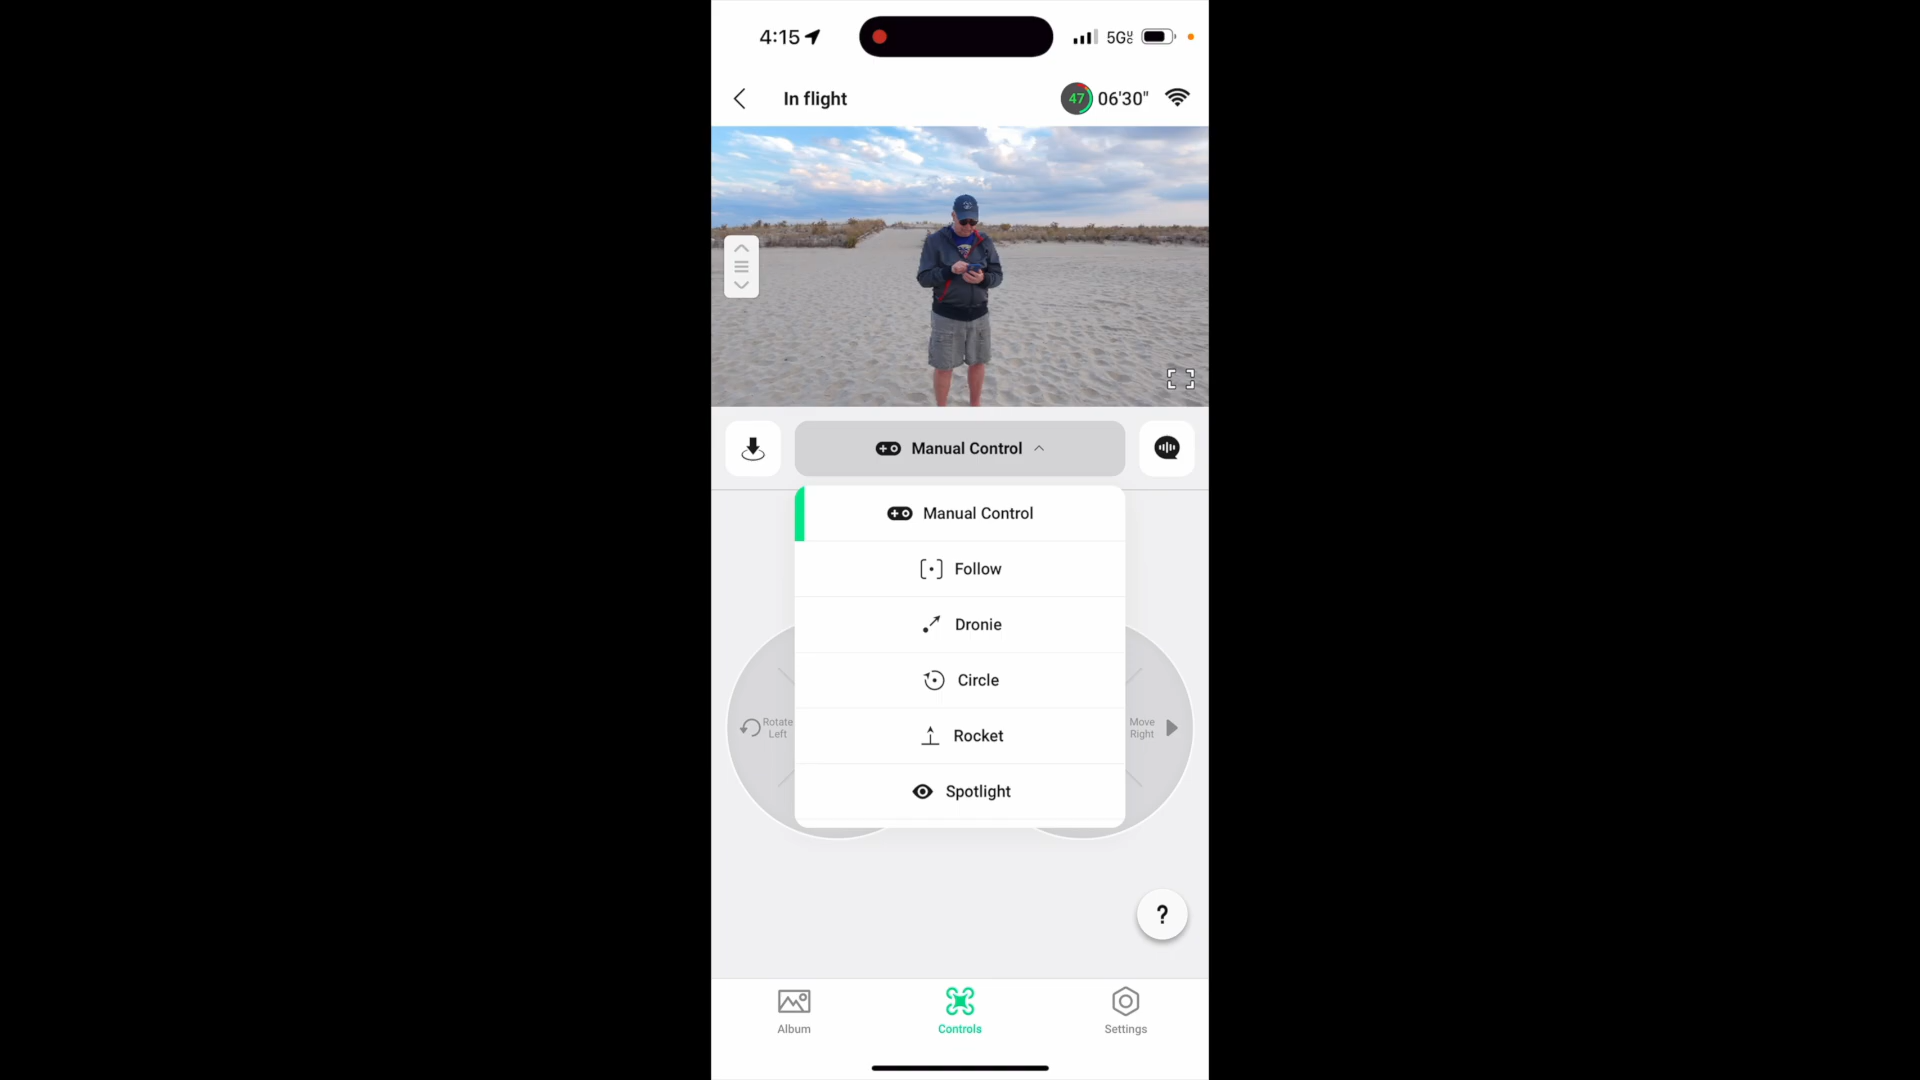 4:15
5G UC
In flight
47 06'30"
Manual Control
Manual Control
Follow
Dronie
Circle
Rocket
Spotlight
Rotate
Left
Move
Right
?
Album
Controls
Settings